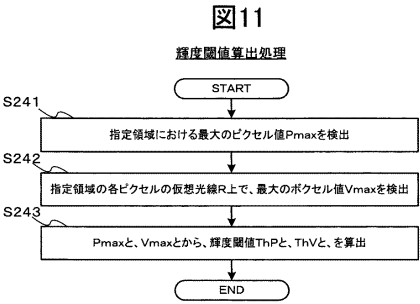 図11
輝度閾値算出処理
START
S241
指定領域における最大のピクセル値Pmaxを検出
S242
指定領域の各ピクセルの仮想光線R上で、最大のボクセル値Vmaxを検出
S243
Pmaxと、Vmaxとから、輝度閾値ThPと、ThVと、を算出
END